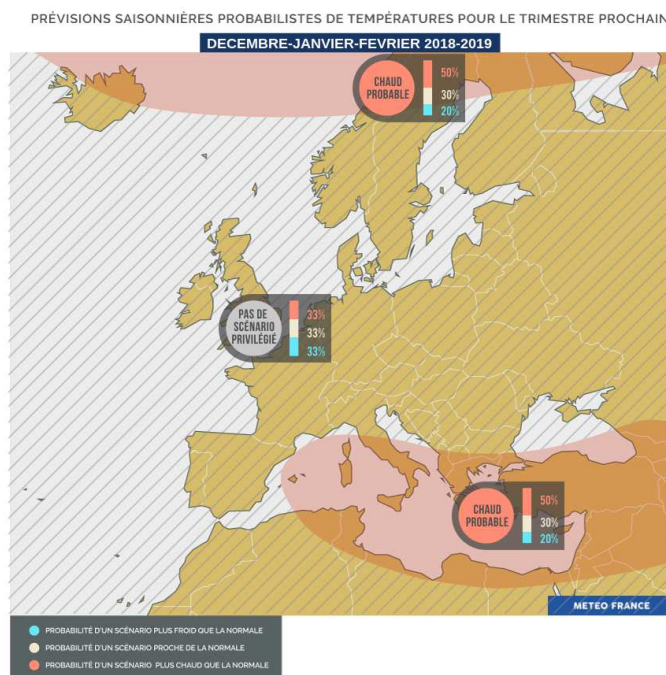 PRÉVISIONS SAISONNIÈRES PROBABILISTES DE TEMPÉRATURES POUR LE TRIMESTRE PROCHAIN
DECEMBRE-JANVIER-FEVRIER 2018-2019
CHAUD
PROBABLE
50%
30%
20%
PAS DE
SCÉNARIO
PRIVILÉGIÉ
33%
33%
33%
CHAUD
PROBABLE
50%
30%
20%
METEO FRANCE
PROBABILITÉ D'UN SCÉNARIO PLUS FROID QUE LA NORMALE
PROBABILITÉ D'UN SCÉNARIO PROCHE DE LA NORMALE
PROBABILITÉ D'UN SCÉNARIO PLUS CHAUD QUE LA NORMALE